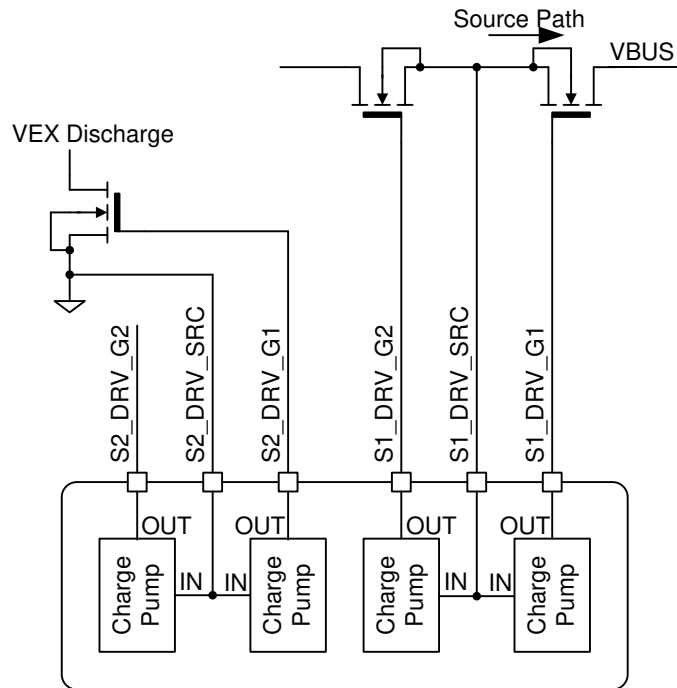 Source Path
VBUS
VEX Discharge
S2_DRV_G2
S2_DRV_SRC
S2_DRV_G1
S1_DRV_G2
S1_DRV_SRC
S1_DRV_G1
OUT
OUT
OUT
OUT
Charge
Pump
IN
IN
Charge
Pump
Charge
Pump
IN
IN
Charge
Pump